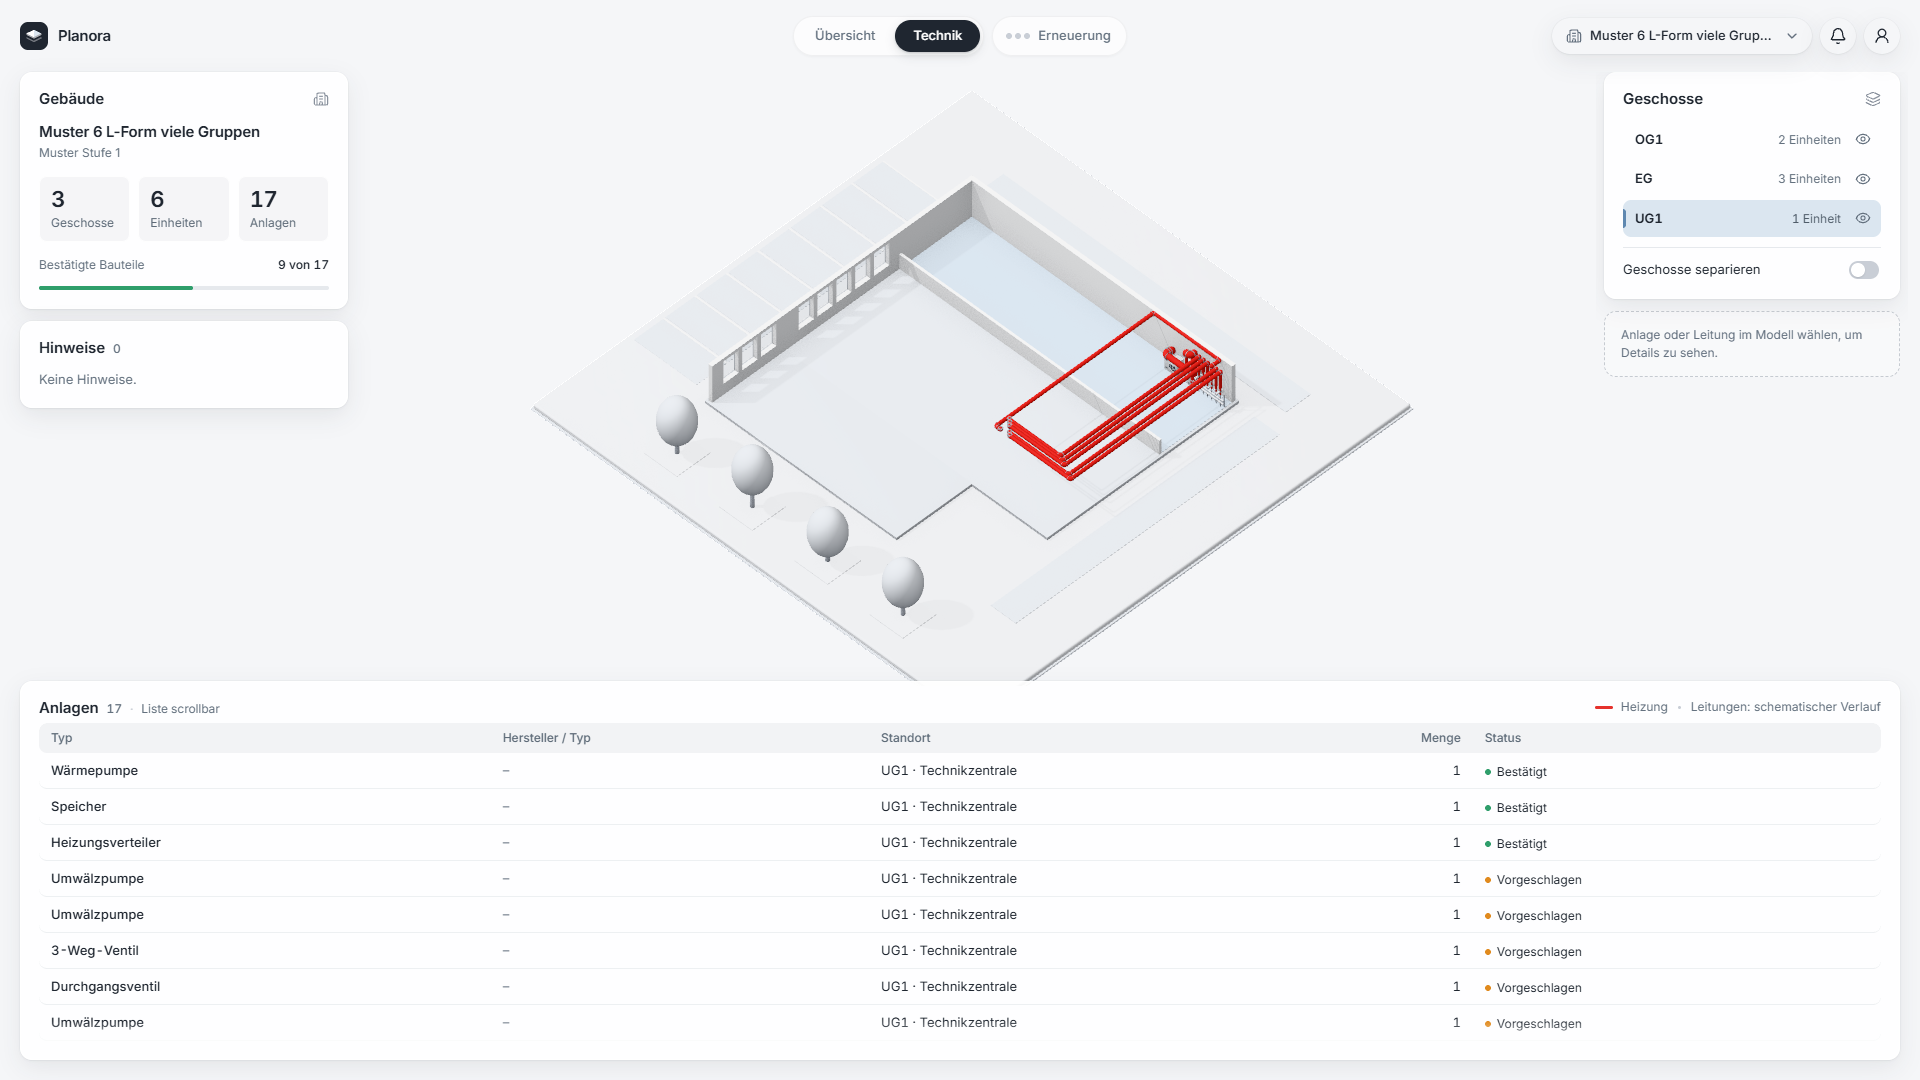 Planora
Übersicht
Technik
Erneuerung
Muster 6 L-Form viele Grup...
Gebäude
Muster 6 L-Form viele Gruppen
Muster Stufe 1
3
Geschosse
6
Einheiten
17
Anlagen
Bestätigte Bauteile 9 von 17
Hinweise 0
Keine Hinweise.
Geschosse
OG1 2 Einheiten
EG 3 Einheiten
UG1 1 Einheit
Geschosse separieren
Anlage oder Leitung im Modell wählen, um
Details zu sehen.
Anlagen 17 · Liste scrollbar
Heizung • Leitungen: schematischer Verlauf
Typ Hersteller / Typ Standort Menge Status
Wärmepumpe – UG1 · Technikzentrale 1 Bestätigt
Speicher – UG1 · Technikzentrale 1 Bestätigt
Heizungsverteiler – UG1 · Technikzentrale 1 Bestätigt
Umwälzpumpe – UG1 · Technikzentrale 1 Vorgeschlagen
Umwälzpumpe – UG1 · Technikzentrale 1 Vorgeschlagen
3-Weg-Ventil – UG1 · Technikzentrale 1 Vorgeschlagen
Durchgangsventil – UG1 · Technikzentrale 1 Vorgeschlagen
Umwälzpumpe – UG1 · Technikzentrale 1 Vorgeschlagen